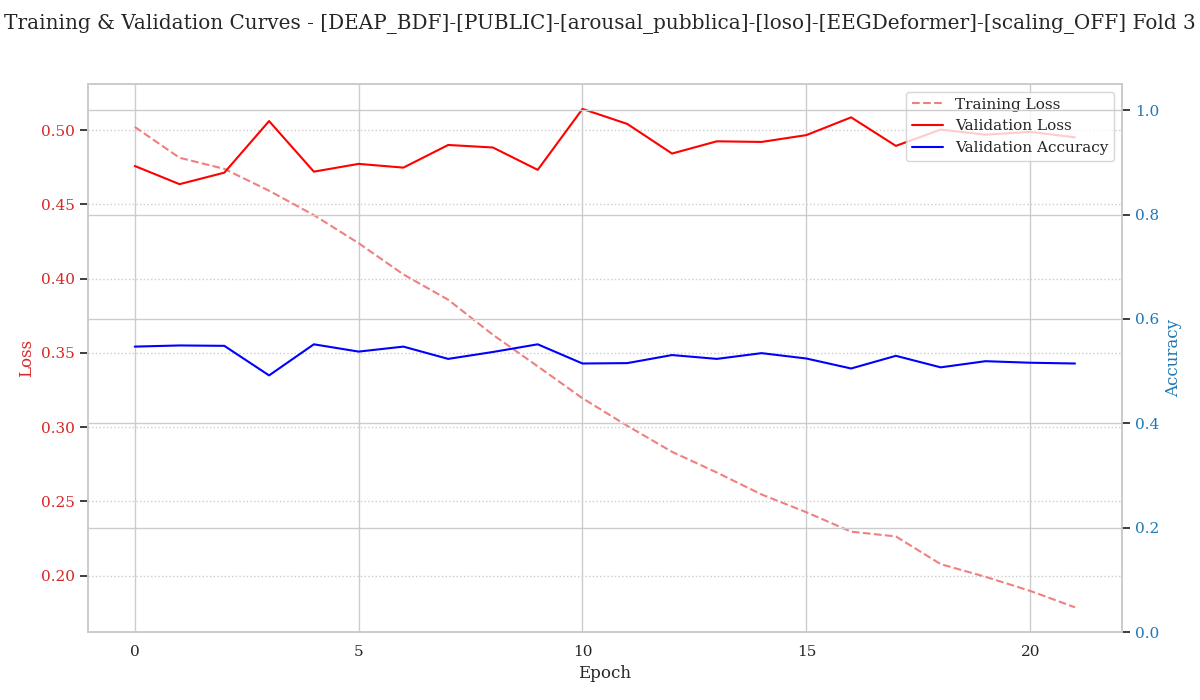 Training & Validation Curves - [DEAP_BDF]-[PUBLIC]-[arousal_pubblica]-[loso]-[EEGDeformer]-[scaling_OFF] Fold 3
Training Loss
Validation Loss
Validation Accuracy
Loss
0.50
0.45
0.40
0.35
0.30
0.25
0.20
1.0
0.8
0.6
0.4
0.2
0.0
Accuracy
0
5
10
15
20
Epoch